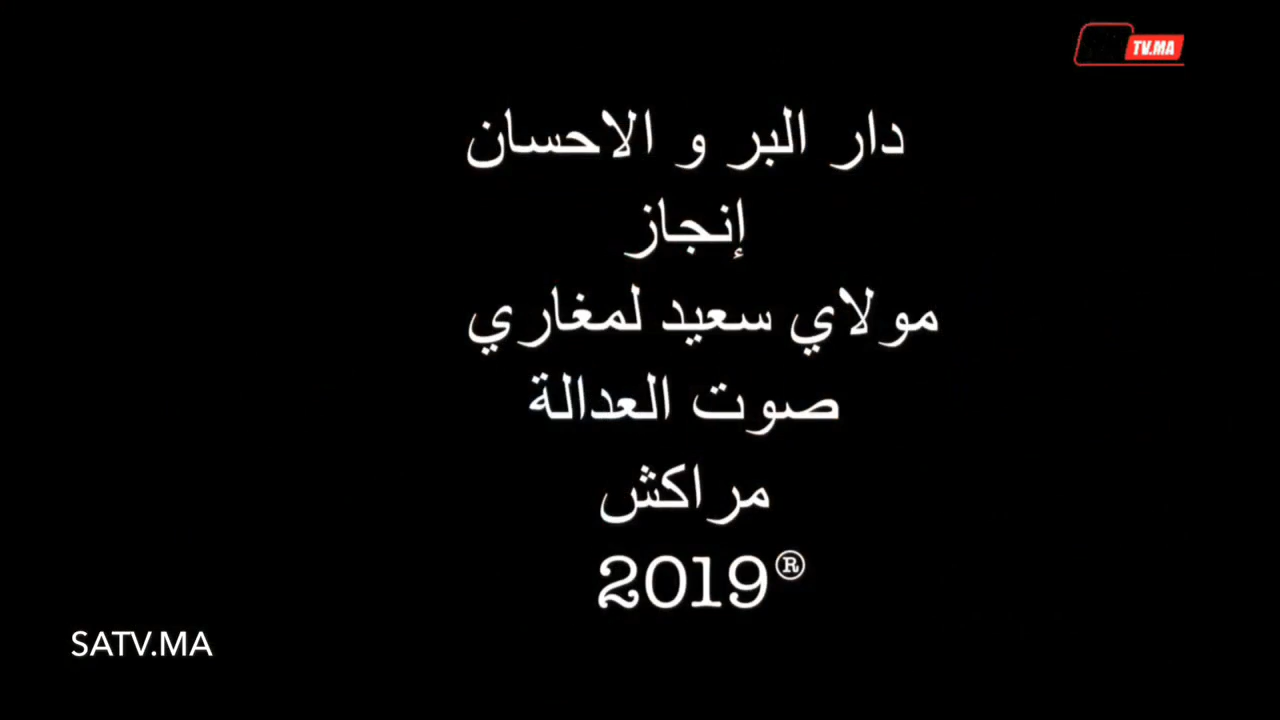 TV.MA
دار البر و الاحسان
إنجاز
مولاي سعيد لمغاري
صوت العدالة
مراكش
2019®
SATV.MA